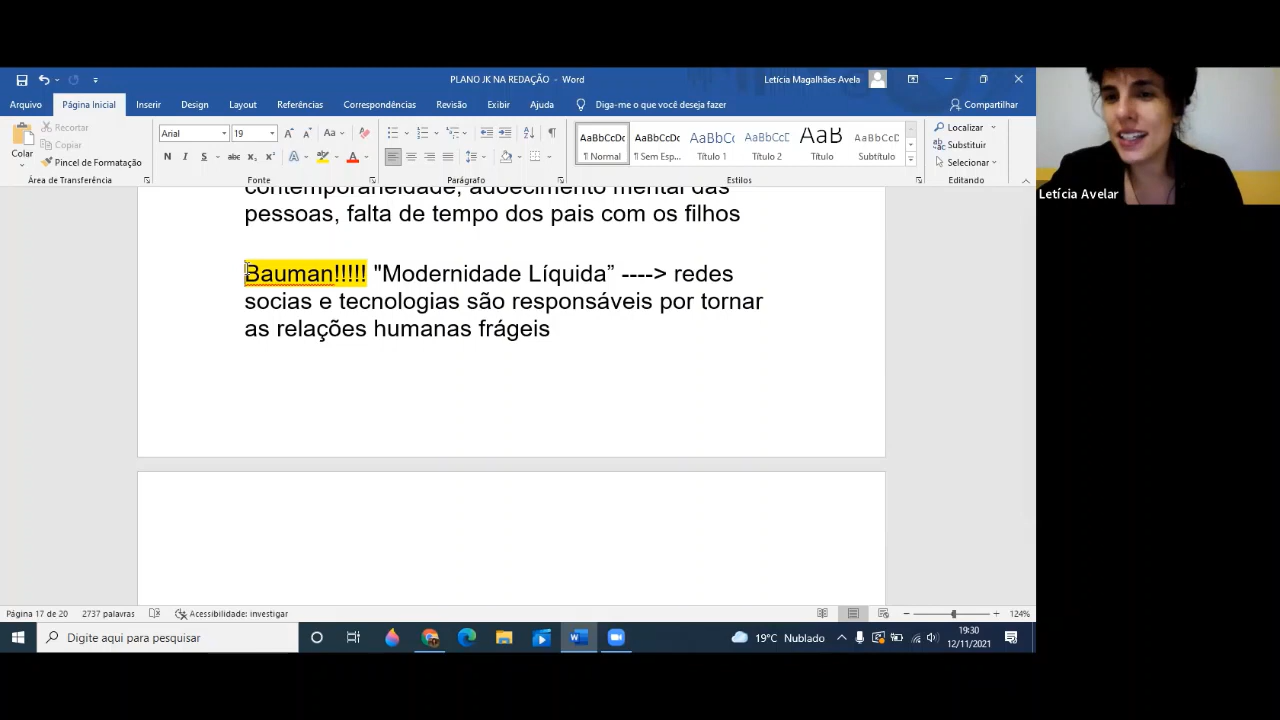 PLANO JK NA REDAÇÃO - Word
Letícia Magalhães Avela
Arquivo Página Inicial Inserir Design Layout Referências Correspondências Revisão Exibir Ajuda Diga-me o que você deseja fazer Compartilhar
Colar
Recortar
Copiar
Pincel de Formatação
Área de Transferência
Arial 19
Fonte
Parágrafo
AaBbCcDc AaBbCcDc AaBbCc AaBbCcD AaB AaBbCcD
¶ Normal ¶ Sem Esp... Título 1 Título 2 Título Subtítulo
Estilos
Localizar
Substituir
Selecionar
Editando
Letícia Avelar
contemporaneidade, adoecimento mental das
pessoas, falta de tempo dos pais com os filhos
Bauman!!!!! "Modernidade Líquida” ----> redes
socias e tecnologias são responsáveis por tornar
as relações humanas frágeis
Página 17 de 20 2737 palavras Acessibilidade: investigar 124%
Digite aqui para pesquisar
19°C Nublado
19:30
12/11/2021